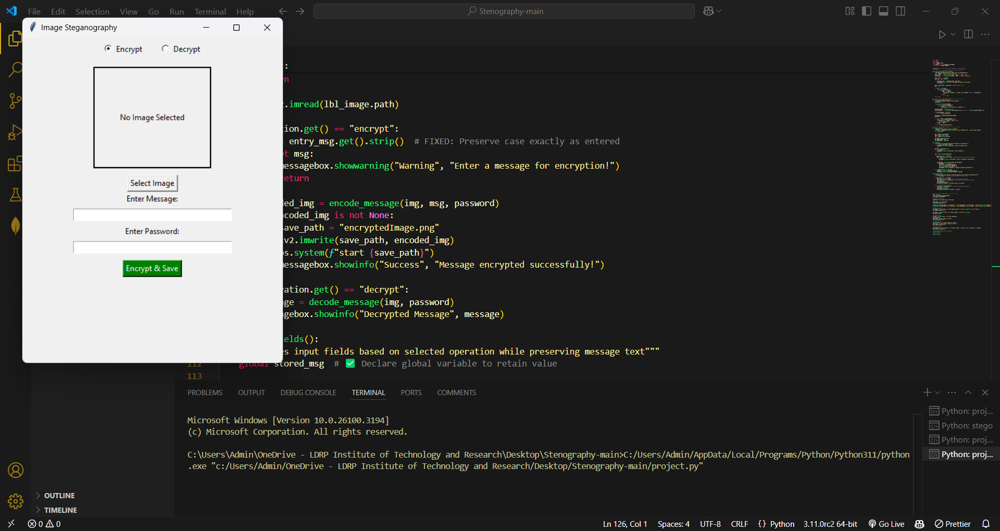 File Edit Selection View Go Run Terminal Help
Stenography-main
Image Steganography
Encrypt Decrypt
No Image Selected
Select Image
Enter Message:
Enter Password:
Encrypt & Save
:
rn
.imread(lbl_image.path)
ion.get() == "encrypt":
= entry_msg.get().strip()  # FIXED: Preserve case exactly as entered
t msg:
essagebox.showwarning("Warning", "Enter a message for encryption!")
eturn
ed_img = encode_message(img, msg, password)
ncoded_img is not None:
save_path = "encryptedImage.png"
cv2.imwrite(save_path, encoded_img)
os.system(f"start {save_path}")
essagebox.showinfo("Success", "Message encrypted successfully!")
ation.get() == "decrypt":
ge = decode_message(img, password)
gebox.showinfo("Decrypted Message", message)
elds():
es input fields based on selected operation while preserving message text"""
112 global stored_msg  # ✅ Declare global variable to retain value
113
PROBLEMS OUTPUT DEBUG CONSOLE TERMINAL PORTS COMMENTS
Microsoft Windows [Version 10.0.26100.3194]
(c) Microsoft Corporation. All rights reserved.
C:\Users\Admin\OneDrive - LDRP Institute of Technology and Research\Desktop\Stenography-main>C:/Users/Admin/AppData/Local/Programs/Python/Python311/python
.exe "c:/Users/Admin/OneDrive - LDRP Institute of Technology and Research/Desktop/Stenography-main/project.py"
Python: proj...
Python: stego
Python: proj...
Python: proj...
OUTLINE
TIMELINE
0 0 Ln 126, Col 1 Spaces: 4 UTF-8 CRLF {} Python 3.11.0rc2 64-bit Go Live Prettier